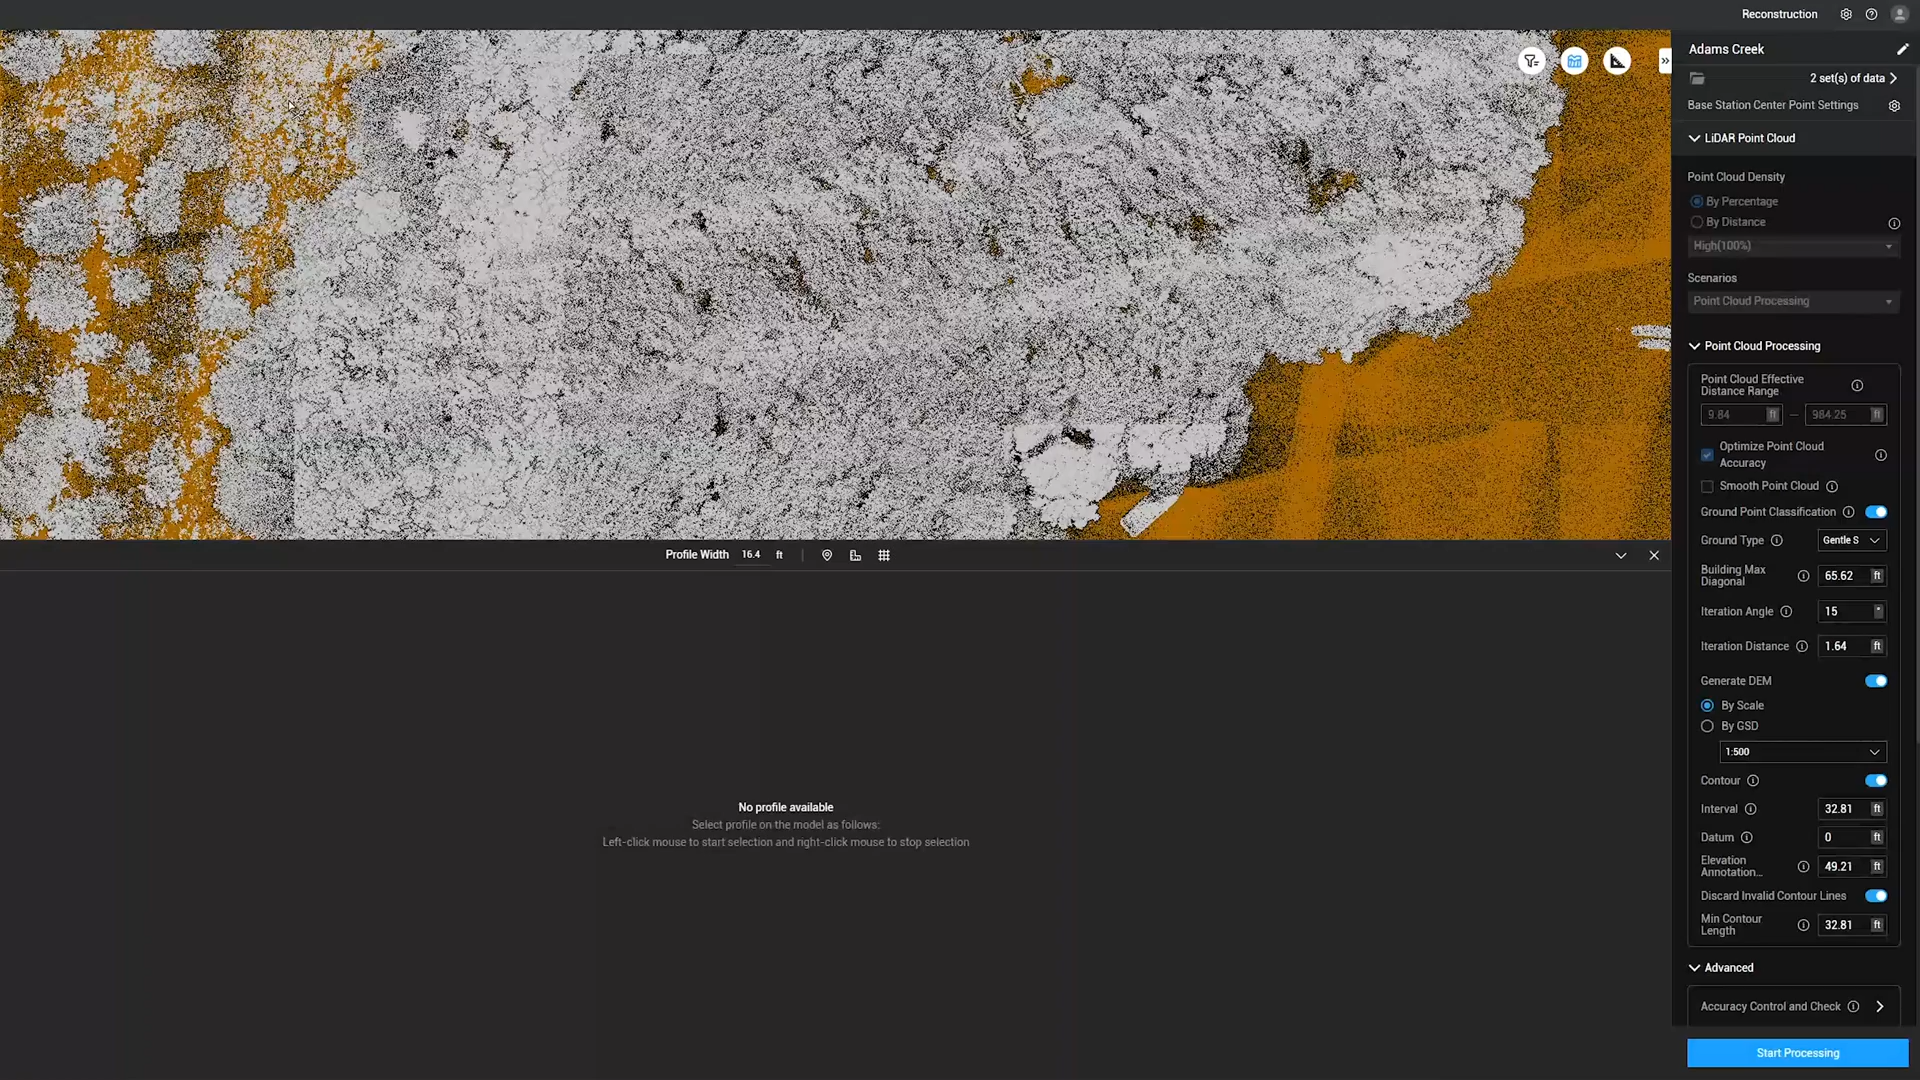 Reconstruction
Adams Creek
2 set(s) of data
Base Station Center Point Settings
LiDAR Point Cloud
Point Cloud Density
By Percentage
By Distance
High(100%)
Scenarios
Point Cloud Processing
Point Cloud Processing
Point Cloud Effective
Distance Range
9.84 ft – 984.25 ft
Optimize Point Cloud
Accuracy
Smooth Point Cloud
Ground Point Classification
Ground Type Gentle S
Building Max
Diagonal
65.62 ft
Iteration Angle 15 °
Iteration Distance 1.64 ft
Generate DEM
By Scale
By GSD
1:500
Contour
Interval 32.81 ft
Datum 0 ft
Elevation
Annotation...
49.21 ft
Discard Invalid Contour Lines
Min Contour
Length
32.81 ft
Advanced
Accuracy Control and Check
Start Processing
Profile Width 16.4 ft
No profile available
Select profile on the model as follows:
Left-click mouse to start selection and right-click mouse to stop selection